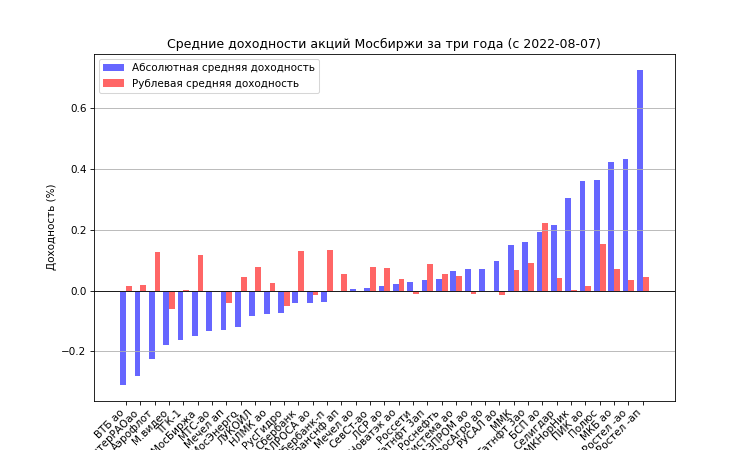 Средние доходности акций Мосбиржи за три года (с 2022-08-07)
Абсолютная средняя доходность
Рублевая средняя доходность
Доходность (%)
0.6
0.4
0.2
0.0
−0.2
ВТБ ао
Аэрофлот
М.видео
ТГК-1
МосБиржа
МТС-ао
Мечел ап
МосЭнерго
ЛУКОЙЛ
НЛМК ао
РусГидро
Сбербанк
Мечел ао
СевСт-ао
ЛСР ао
Новатэк ао
Россети
Роснефть
РУСАЛ ао
ММК
БСП ао
Селигдар
ПИК ао
Полюс
МКБ ао
Ростел -ао
Ростел -ап